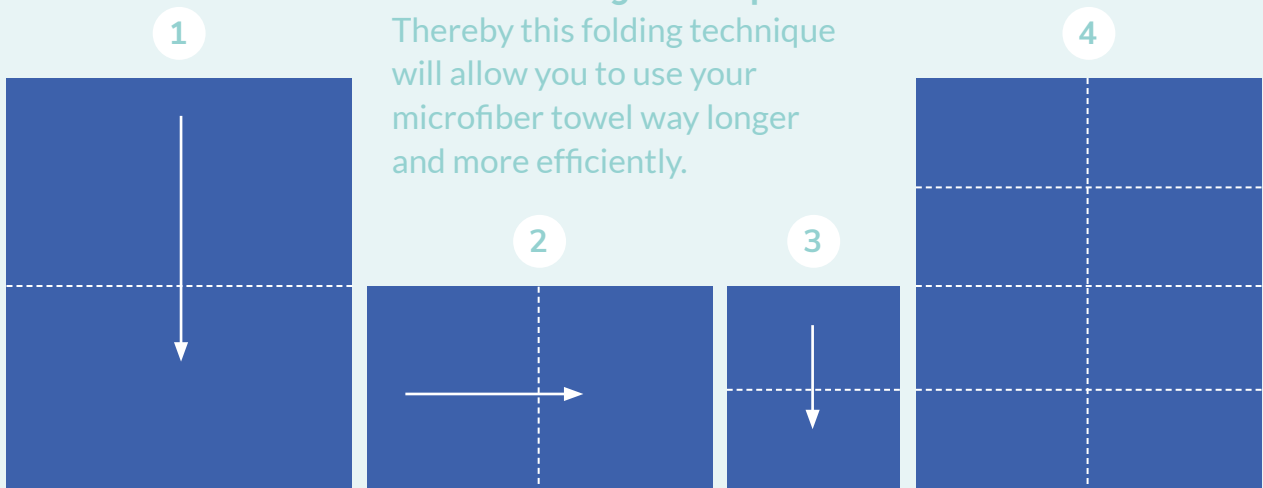 1
Thereby this folding technique
will allow you to use your
microfiber towel way longer
and more efficiently.
4
2
3